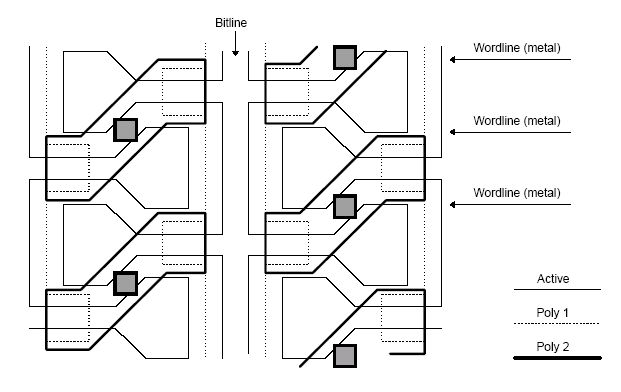 Bitline
Wordline (metal)
Wordline (metal)
Wordline (metal)
Active
Poly 1
Poly 2